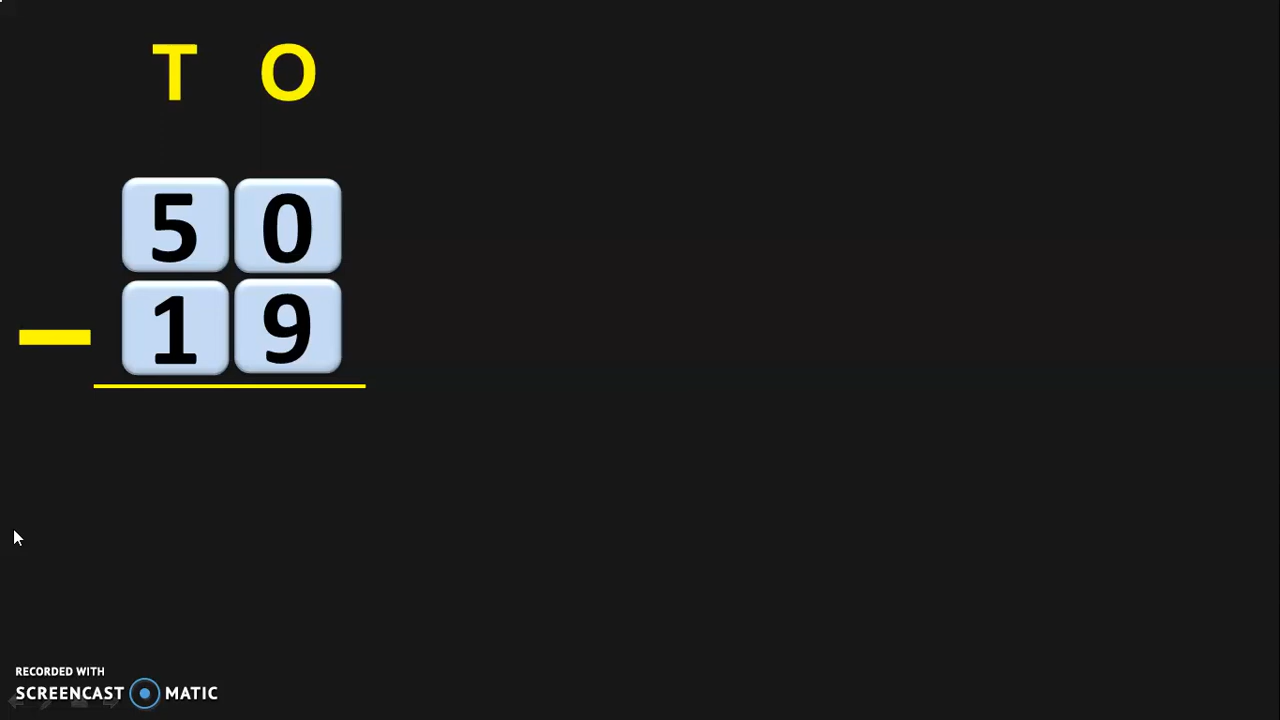 T O
5 0
- 1 9
RECORDED WITH
SCREENCAST MATIC